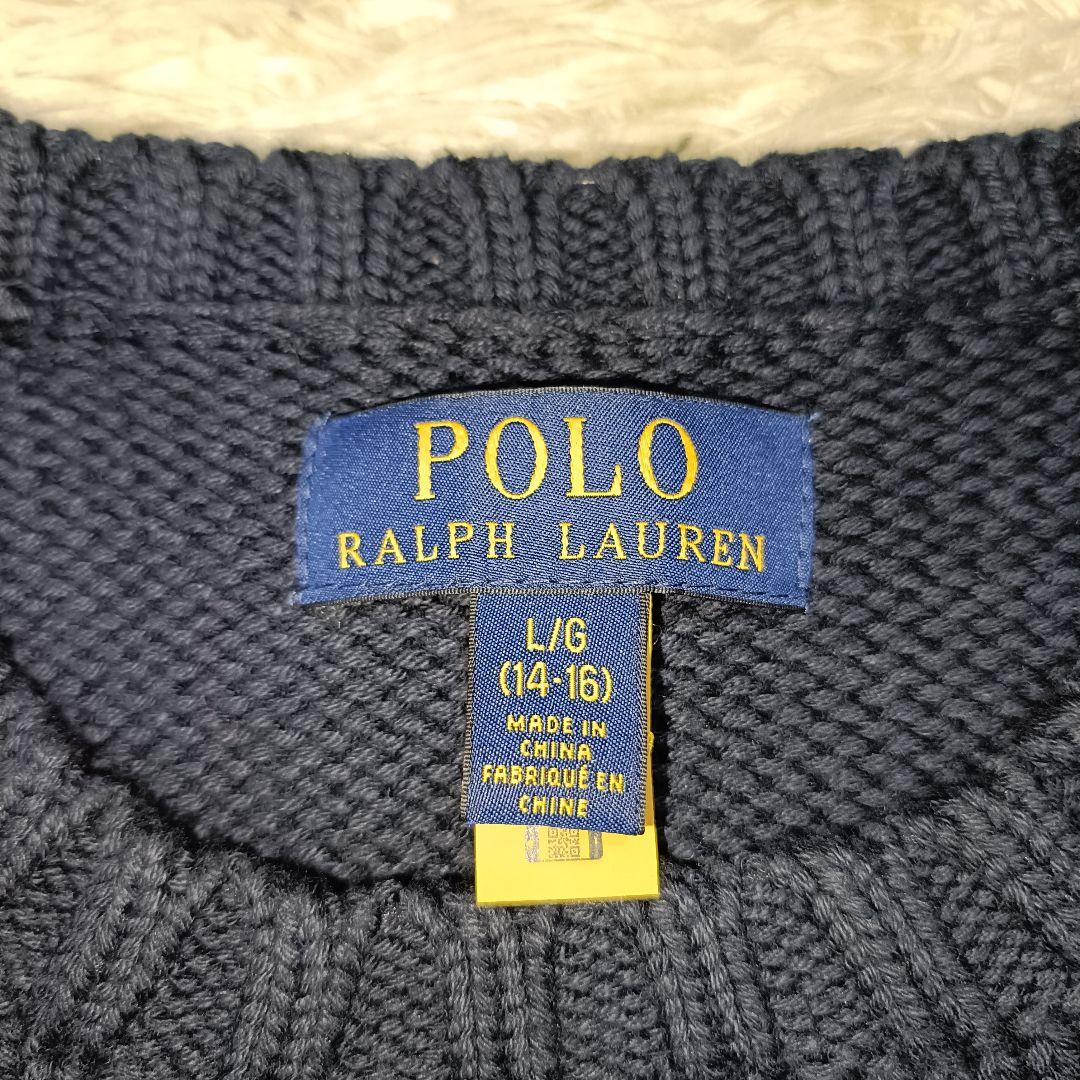 POLO
RALPH LAUREN
L/G
(14-16)
MADE IN
CHINA
FABRIQUÉ EN
CHINE